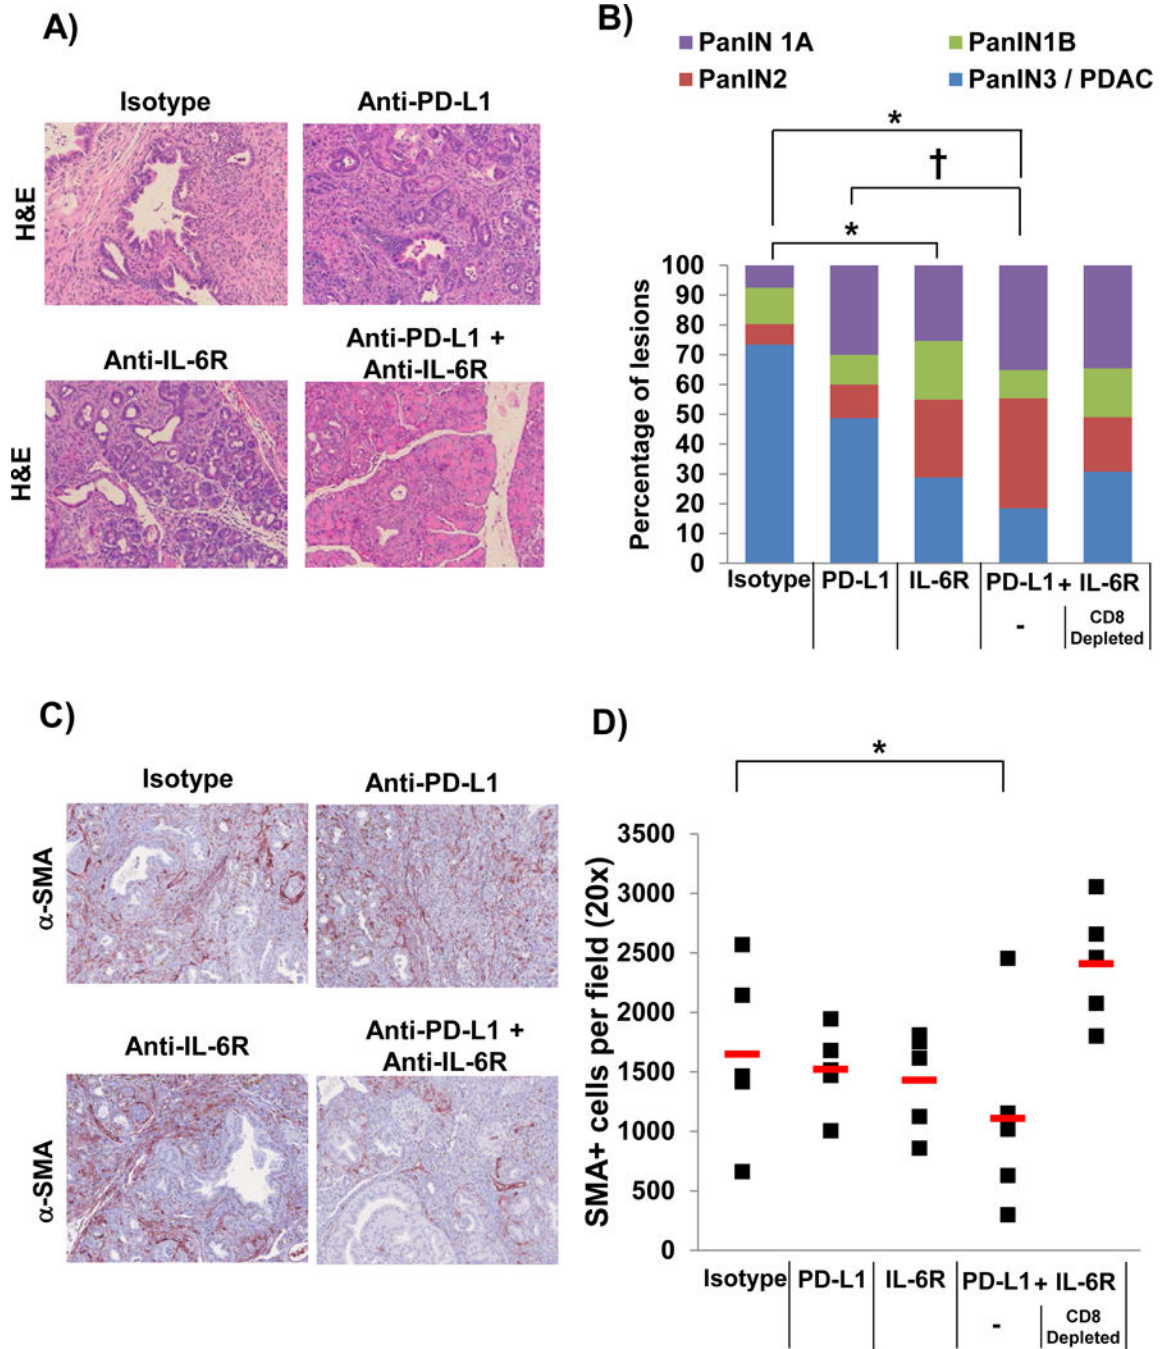 A)
Isotype
Anti-PD-L1
H&E
Anti-IL-6R
Anti-PD-L1 +
Anti-IL-6R
H&E
B)
PanIN 1A
PanIN1B
PanIN2
PanIN3 / PDAC
*
†
*
Percentage of lesions
100
90
80
70
60
50
40
30
20
10
0
Isotype
PD-L1
IL-6R
PD-L1 + IL-6R
-
CD8
Depleted
C)
Isotype
Anti-PD-L1
α-SMA
Anti-IL-6R
Anti-PD-L1 +
Anti-IL-6R
α-SMA
D)
*
SMA+ cells per field (20x)
3500
3000
2500
2000
1500
1000
500
0
Isotype
PD-L1
IL-6R
PD-L1 + IL-6R
-
CD8
Depleted